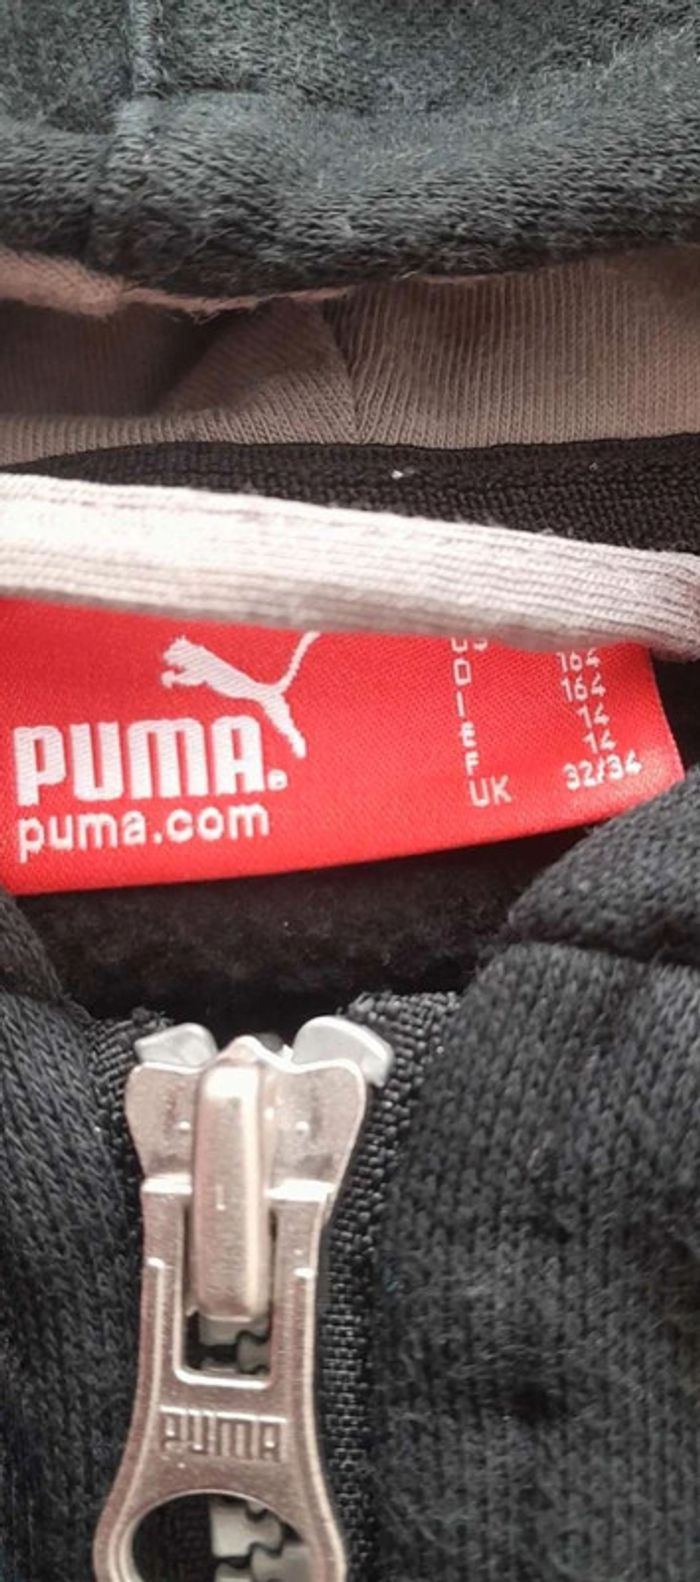 PUMA
puma.com
D 164
I 164
E 14
F 14
UK 32/34
PUMA